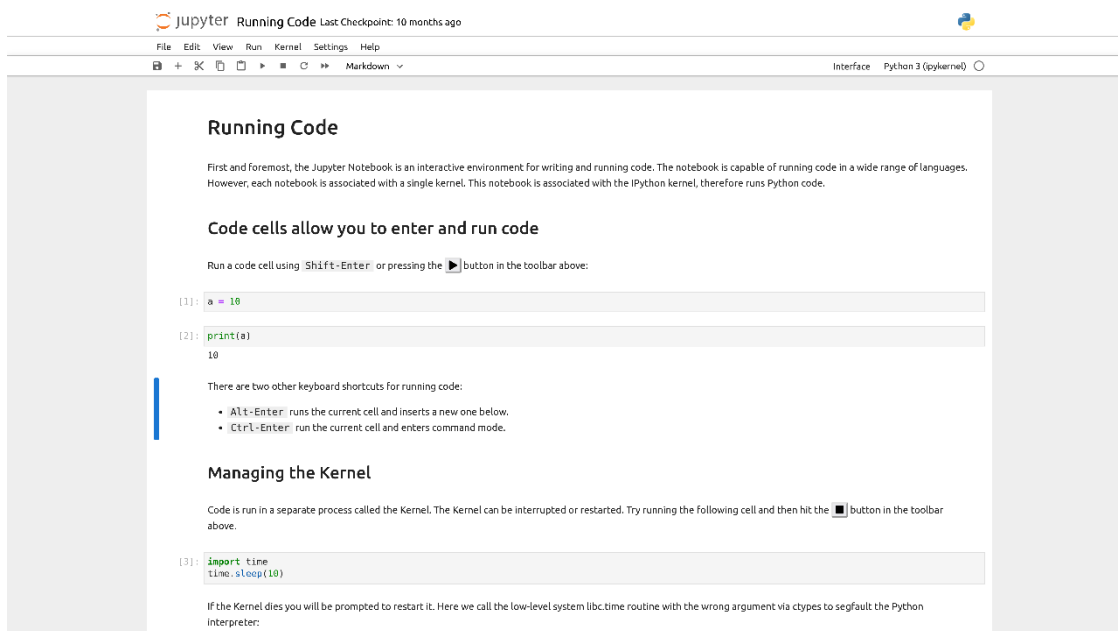 jupyter Running Code Last Checkpoint: 10 months ago
File Edit View Run Kernel Settings Help
Markdown Interface Python 3 (ipykernel)
Running Code
First and foremost, the Jupyter Notebook is an interactive environment for writing and running code. The notebook is capable of running code in a wide range of languages.
However, each notebook is associated with a single kernel. This notebook is associated with the IPython kernel, therefore runs Python code.
Code cells allow you to enter and run code
Run a code cell using Shift-Enter or pressing the button in the toolbar above:
[1]: a = 10
[2]: print(a)
10
There are two other keyboard shortcuts for running code:
• Alt-Enter runs the current cell and inserts a new one below.
• Ctrl-Enter run the current cell and enters command mode.
Managing the Kernel
Code is run in a separate process called the Kernel. The Kernel can be interrupted or restarted. Try running the following cell and then hit the button in the toolbar
above.
[3]: import time
time.sleep(10)
If the Kernel dies you will be prompted to restart it. Here we call the low-level system libc.time routine with the wrong argument via ctypes to segfault the Python
interpreter: